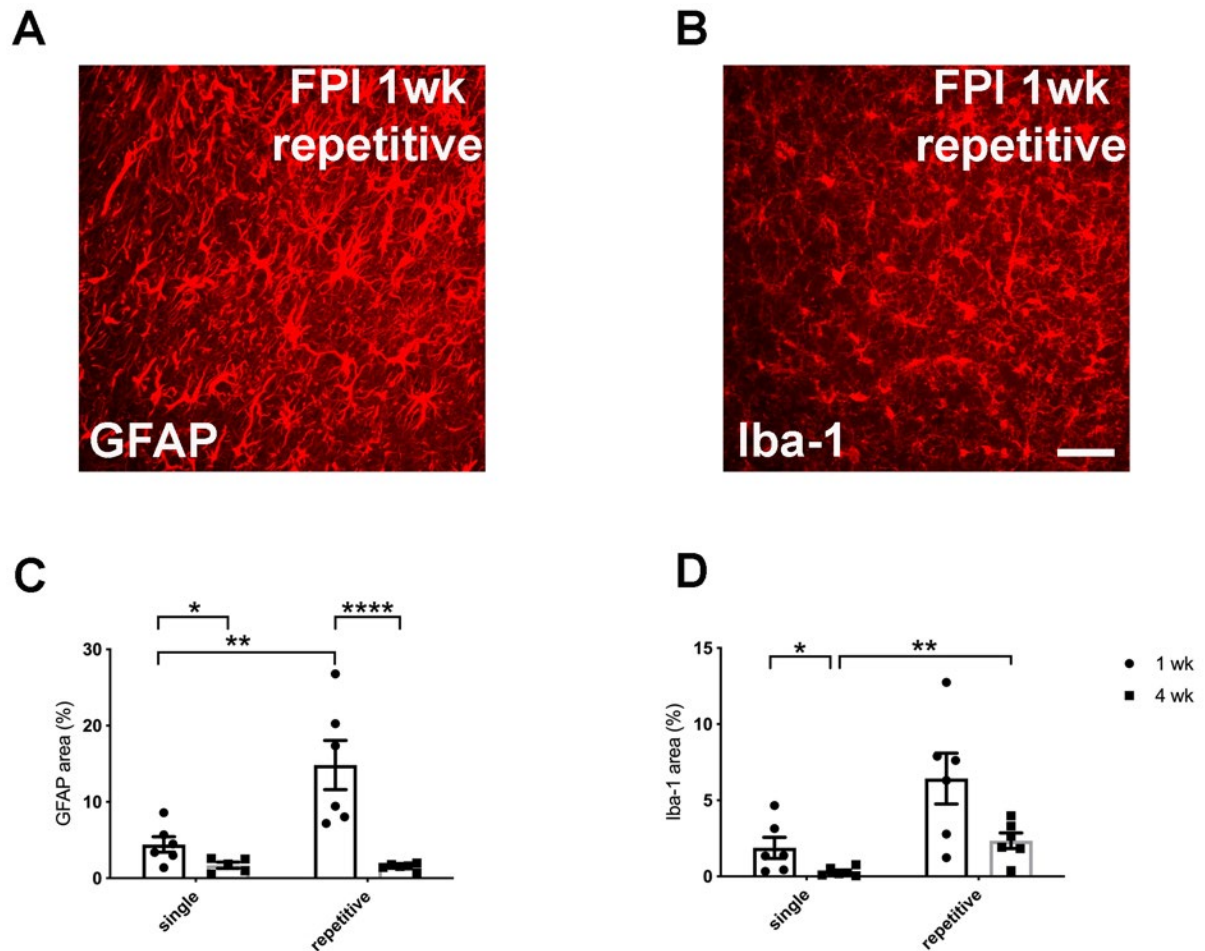 A
B
FPI 1wk
repetitive
GFAP
FPI 1wk
repetitive
Iba-1
C
D
*
****
**
30
20
10
0
GFAP area (%)
single
repetitive
*
**
15
10
5
0
Iba-1 area (%)
single
repetitive
1 wk
4 wk